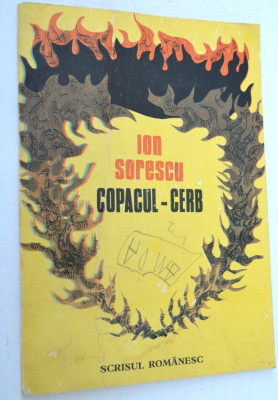 Ion
Sorescu
COPACUL-CERB
SCRISUL ROMÂNESC